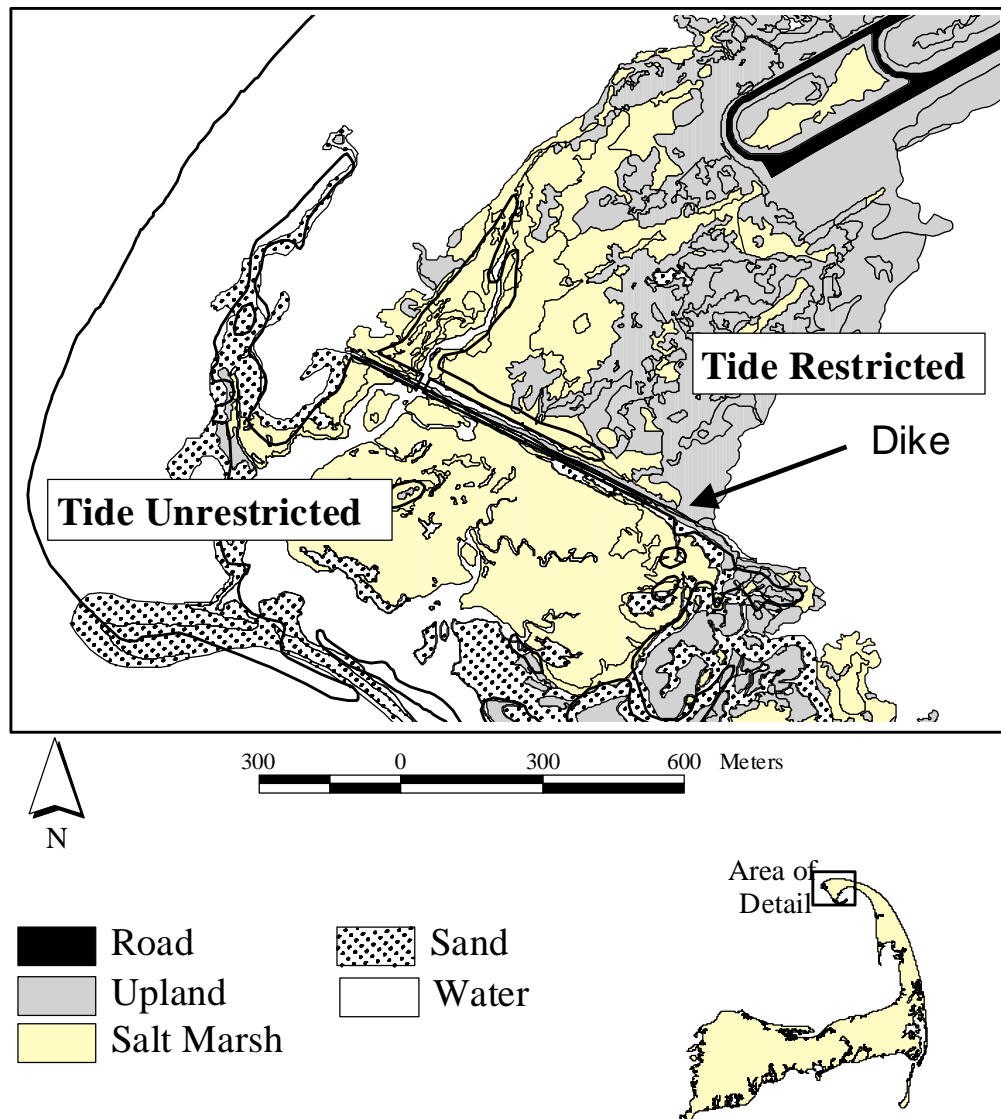 Tide Restricted
Dike
Tide Unrestricted
300 0 300 600 Meters
N
Area of
Detail
Road
Sand
Upland
Water
Salt Marsh